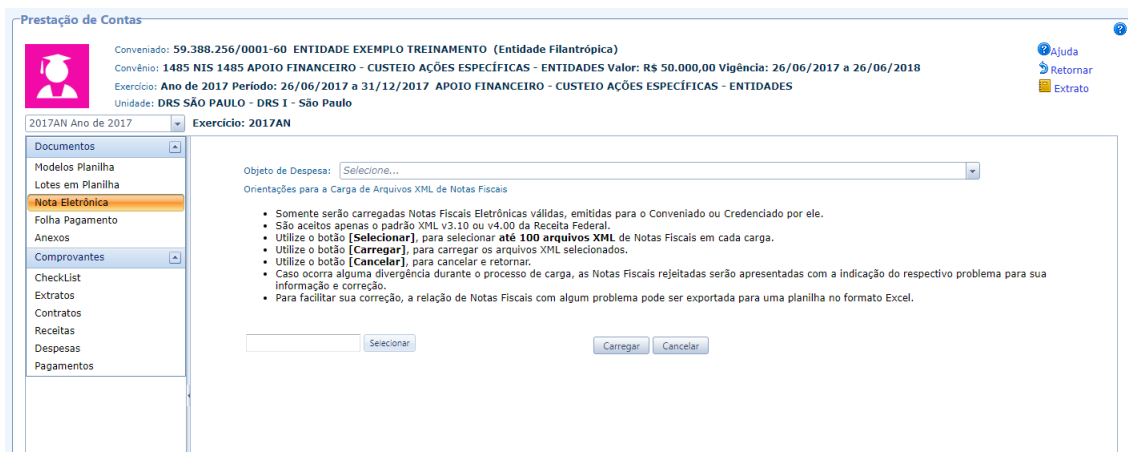 Prestação de Contas
Conveniado: 59.388.256/0001-60 ENTIDADE EXEMPLO TREINAMENTO (Entidade Filantrópica)
Convênio: 1485 NIS 1485 APOIO FINANCEIRO - CUSTEIO AÇÕES ESPECÍFICAS - ENTIDADES Valor: R$ 50.000,00 Vigência: 26/06/2017 a 26/06/2018
Exercício: Ano de 2017 Período: 26/06/2017 a 31/12/2017 APOIO FINANCEIRO - CUSTEIO AÇÕES ESPECÍFICAS - ENTIDADES
Unidade: DRS SÃO PAULO - DRS I - São Paulo
Ajuda
Retornar
Extrato
2017AN Ano de 2017
Exercício: 2017AN
Documentos
Modelos Planilha
Lotes em Planilha
Nota Eletrônica
Folha Pagamento
Anexos
Comprovantes
CheckList
Extratos
Contratos
Receitas
Despesas
Pagamentos
Objeto de Despesa: Selecione...
Orientações para a Carga de Arquivos XML de Notas Fiscais
• Somente serão carregadas Notas Fiscais Eletrônicas válidas, emitidas para o Conveniado ou Credenciado por ele.
• São aceitos apenas o padrão XML v3.10 ou v4.00 da Receita Federal.
• Utilize o botão [Selecionar], para selecionar até 100 arquivos XML de Notas Fiscais em cada carga.
• Utilize o botão [Carregar], para carregar os arquivos XML selecionados.
• Utilize o botão [Cancelar], para cancelar e retornar.
• Caso ocorra alguma divergência durante o processo de carga, as Notas Fiscais rejeitadas serão apresentadas com a indicação do respectivo problema para sua
informação e correção.
• Para facilitar sua correção, a relação de Notas Fiscais com algum problema pode ser exportada para uma planilha no formato Excel.
Selecionar
Carregar
Cancelar